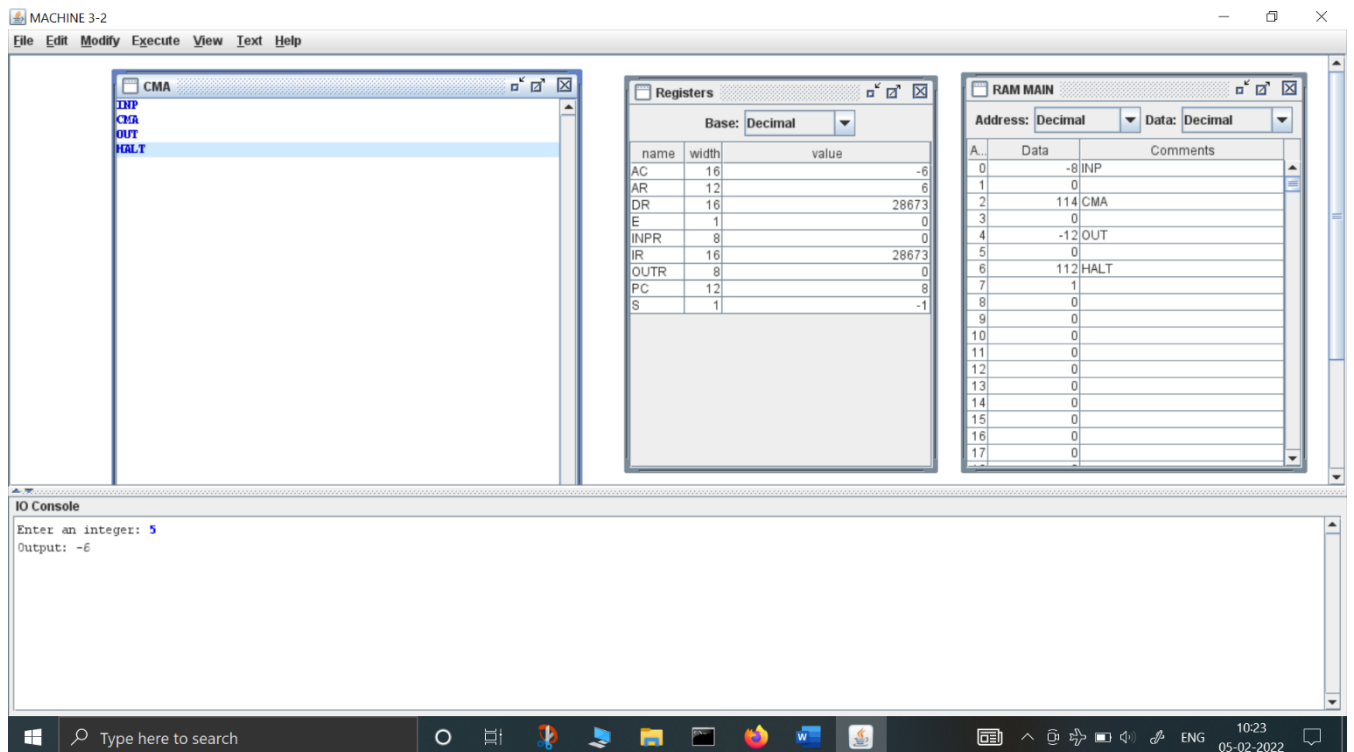 MACHINE 3-2
File Edit Modify Execute View Text Help
CMA
INP
CMA
OUT
HALT
Registers
Base: Decimal
name width value
AC 16 -6
AR 12 6
DR 16 28673
E 1 0
INPR 8 0
IR 16 28673
OUTR 8 0
PC 12 8
S 1 -1
RAM MAIN
Address: Decimal Data: Decimal
A... Data Comments
0 -8 INP
1 0
2 114 CMA
3 0
4 -12 OUT
5 0
6 112 HALT
7 1
8 0
9 0
10 0
11 0
12 0
13 0
14 0
15 0
16 0
17 0
IO Console
Enter an integer: 5
Output: -6
Type here to search
ENG
10:23
05-02-2022